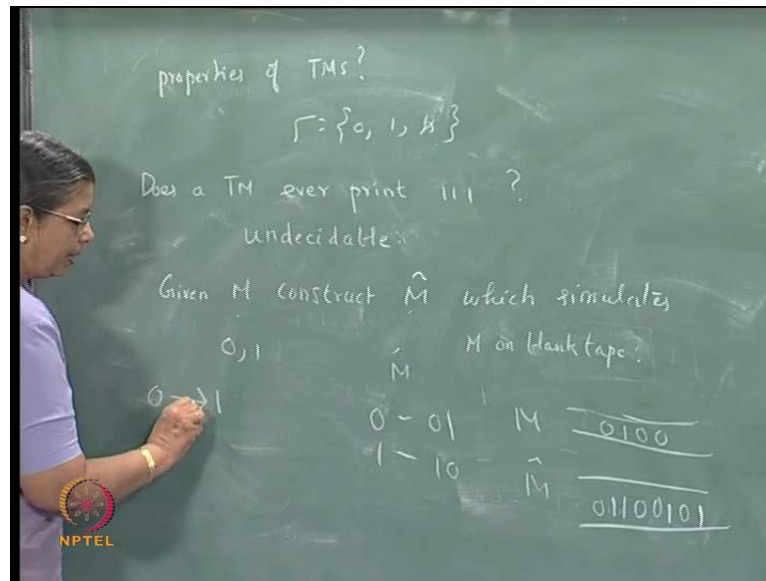 properties of TMs?
Γ = {0, 1, b̸}
Does a TM ever print 111 ?
undecidable.
Given M construct M̂ which simulates
M on blank tape.
0,1
M̂
0 → 1
0 - 01 M 0100
1 - 10 M̂ 01100101
NPTEL